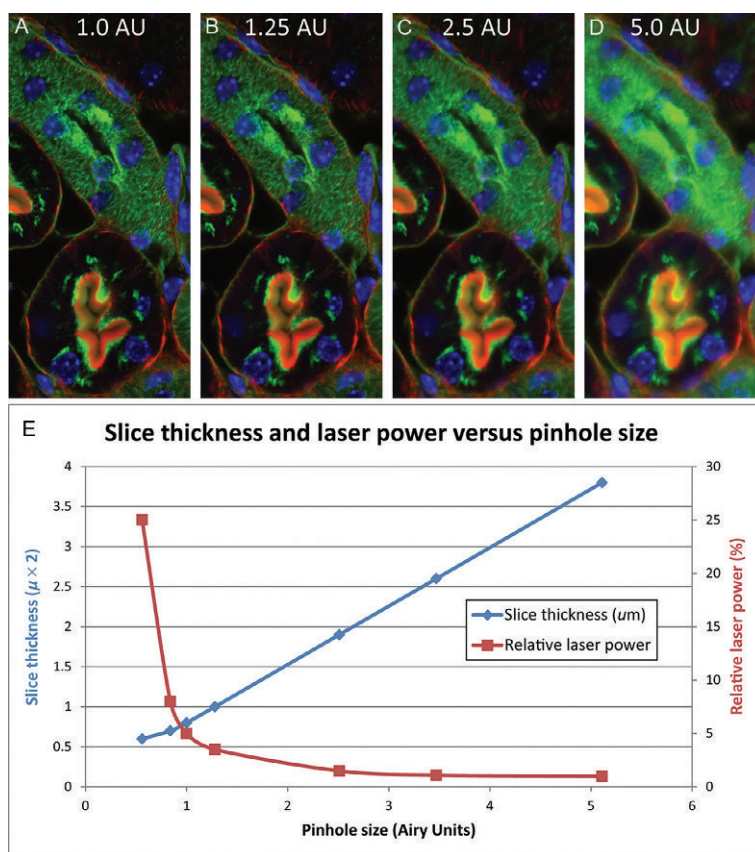 A 1.0 AU
B 1.25 AU
C 2.5 AU
D 5.0 AU
E
Slice thickness and laser power versus pinhole size
Slice thickness (μ × 2)
4
3.5
3
2.5
2
1.5
1
0.5
0
Slice thickness (um)
Relative laser power
30
25
20
15
10
5
0
Relative laser power (%)
0 1 2 3 4 5 6
Pinhole size (Airy Units)